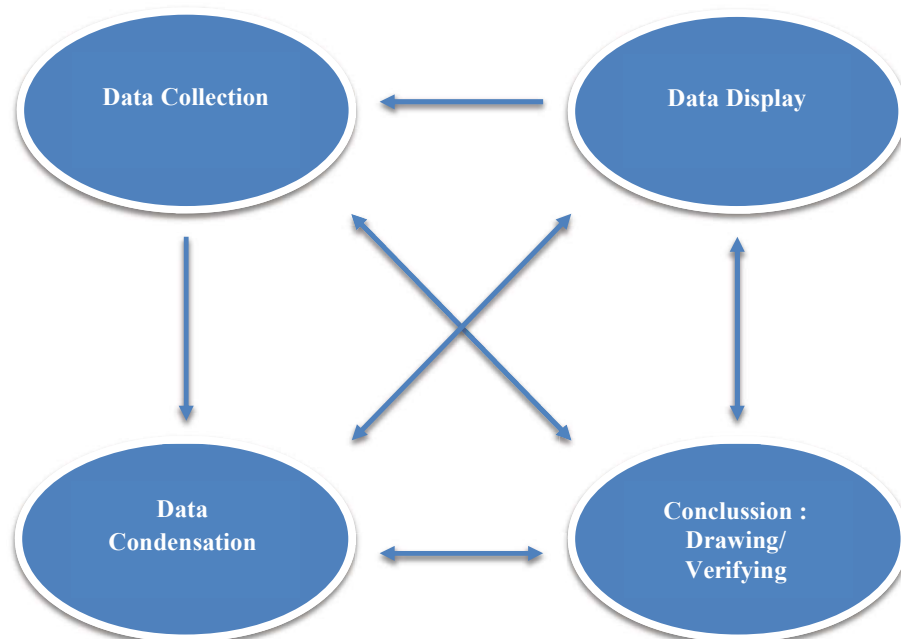 Data Collection
Data Display
Data
Condensation
Conclussion :
Drawing/
Verifying